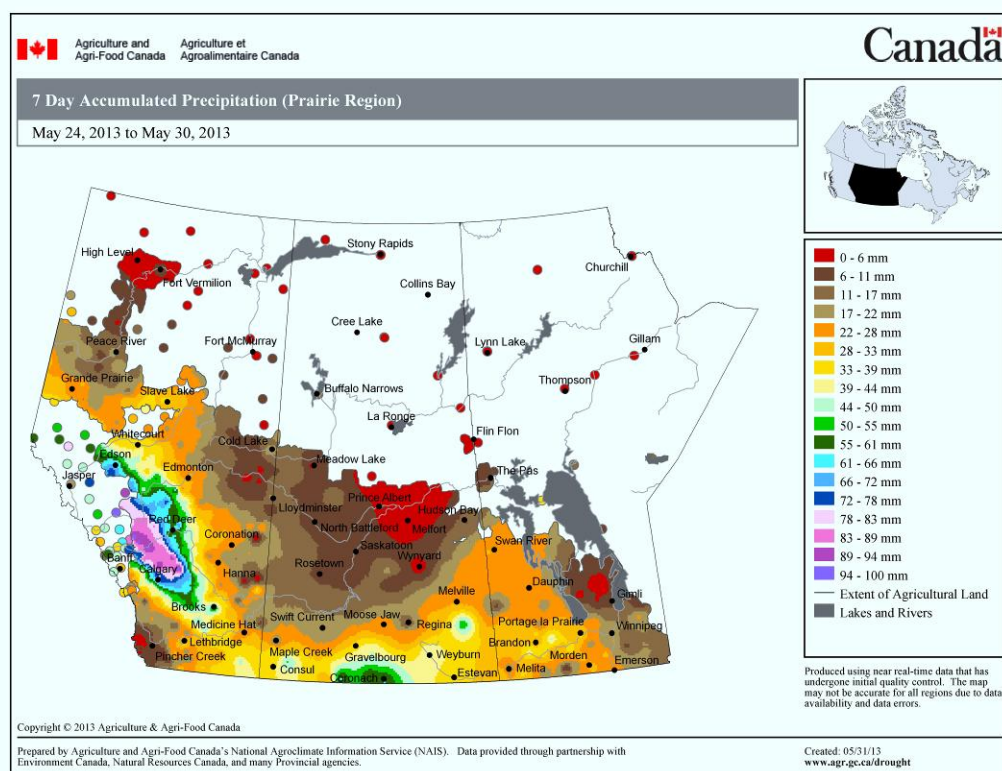 Agriculture and Agri-Food Canada
Agriculture et Agroalimentaire Canada
Canada
7 Day Accumulated Precipitation (Prairie Region)
May 24, 2013 to May 30, 2013
High Level
Fort Vermilion
Stony Rapids
Churchill
Collins Bay
Cree Lake
Peace River
Fort McMurray
Lynn Lake
Gillam
Grande Prairie
Slave Lake
Buffalo Narrows
Thompson
La Ronge
Whitecourt
Flin Flon
Edson
Cold Lake
Meadow Lake
Jasper
Edmonton
The Pas
Prince Albert
Lloydminster
Hudson Bay
Red Deer
North Battleford
Melfort
Coronation
Saskatoon
Swan River
Banff
Calgary
Hanna
Rosetown
Wynyard
Dauphin
Gimli
Brooks
Melville
Medicine Hat
Swift Current
Moose Jaw
Regina
Portage la Prairie
Winnipeg
Lethbridge
Pincher Creek
Maple Creek
Gravelbourg
Weyburn
Brandon
Morden
Emerson
Consul
Coronach
Estevan
Melita
0 - 6 mm
6 - 11 mm
11 - 17 mm
17 - 22 mm
22 - 28 mm
28 - 33 mm
33 - 39 mm
39 - 44 mm
44 - 50 mm
50 - 55 mm
55 - 61 mm
61 - 66 mm
66 - 72 mm
72 - 78 mm
78 - 83 mm
83 - 89 mm
89 - 94 mm
94 - 100 mm
Extent of Agricultural Land
Lakes and Rivers
Produced using near real-time data that has
undergone initial quality control. The map
may not be accurate for all regions due to data
availability and data errors.
Copyright © 2013 Agriculture & Agri-Food Canada
Prepared by Agriculture and Agri-Food Canada's National Agroclimate Information Service (NAIS). Data provided through partnership with
Environment Canada, Natural Resources Canada, and many Provincial agencies.
Created: 05/31/13
www.agr.gc.ca/drought